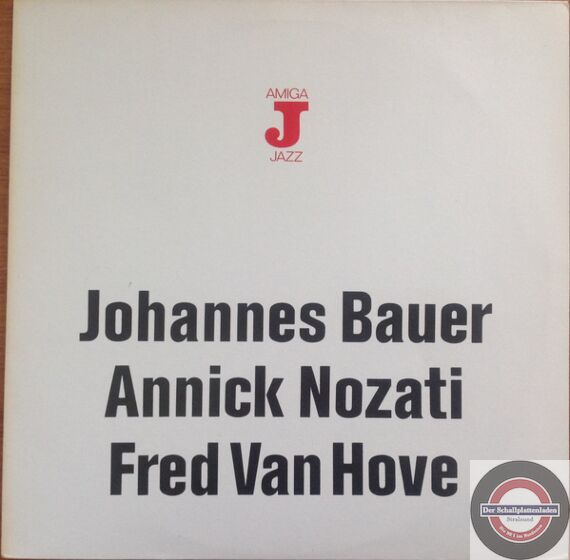 AMIGA
J
JAZZ
Johannes Bauer
Annick Nozati
Fred Van Hove
Der Schallplattenladen
Stralsund